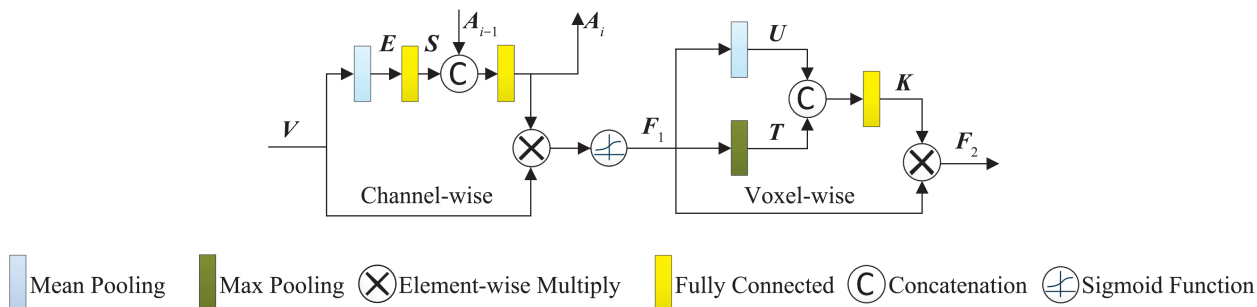 A_{i-1}
A_i
E
S
U
C
C
K
V
F_1
T
F_2
Channel-wise
Voxel-wise
Mean Pooling
Max Pooling
Element-wise Multiply
Fully Connected
C
Concatenation
Sigmoid Function